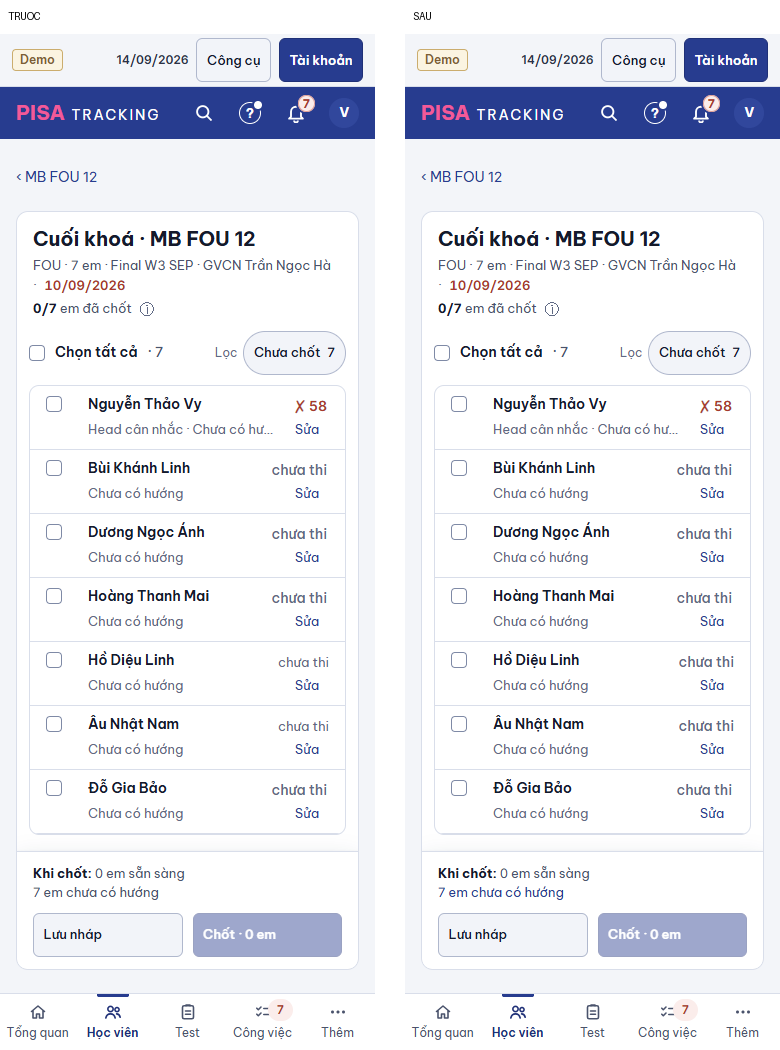 TRUOC
Demo
14/09/2026
Công cụ
Tài khoản
PISA TRACKING
?
7
V
‹ MB FOU 12
Cuối khoá · MB FOU 12
FOU · 7 em · Final W3 SEP · GVCN Trần Ngọc Hà
· 10/09/2026
0/7 em đã chốt ⓘ
Chọn tất cả · 7
Lọc
Chưa chốt 7
Nguyễn Thảo Vy
✗ 58
Head cân nhắc · Chưa có hư...
Sửa
Bùi Khánh Linh
chưa thi
Chưa có hướng
Sửa
Dương Ngọc Ánh
chưa thi
Chưa có hướng
Sửa
Hoàng Thanh Mai
chưa thi
Chưa có hướng
Sửa
Hồ Diệu Linh
chưa thi
Chưa có hướng
Sửa
Âu Nhật Nam
chưa thi
Chưa có hướng
Sửa
Đỗ Gia Bảo
chưa thi
Chưa có hướng
Sửa
Khi chốt: 0 em sẵn sàng
7 em chưa có hướng
Lưu nháp
Chốt · 0 em
Tổng quan
Học viên
Test
7
Công việc
Thêm
SAU
Demo
14/09/2026
Công cụ
Tài khoản
PISA TRACKING
?
7
V
‹ MB FOU 12
Cuối khoá · MB FOU 12
FOU · 7 em · Final W3 SEP · GVCN Trần Ngọc Hà
· 10/09/2026
0/7 em đã chốt ⓘ
Chọn tất cả · 7
Lọc
Chưa chốt 7
Nguyễn Thảo Vy
✗ 58
Head cân nhắc · Chưa có hư...
Sửa
Bùi Khánh Linh
chưa thi
Chưa có hướng
Sửa
Dương Ngọc Ánh
chưa thi
Chưa có hướng
Sửa
Hoàng Thanh Mai
chưa thi
Chưa có hướng
Sửa
Hồ Diệu Linh
chưa thi
Chưa có hướng
Sửa
Âu Nhật Nam
chưa thi
Chưa có hướng
Sửa
Đỗ Gia Bảo
chưa thi
Chưa có hướng
Sửa
Khi chốt: 0 em sẵn sàng
7 em chưa có hướng
Lưu nháp
Chốt · 0 em
Tổng quan
Học viên
Test
7
Công việc
Thêm